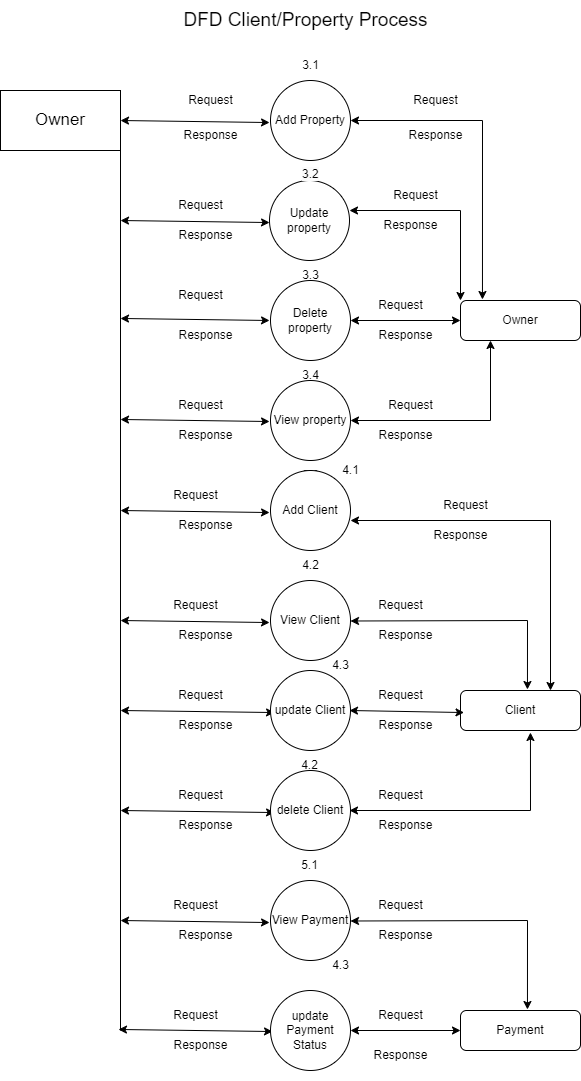 DFD Client/Property Process
3.1
Owner
Request
Response
Add Property
Request
Response
3.2
Request
Response
Update
property
Request
Response
3.3
Request
Response
Delete
property
Request
Response
Owner
3.4
Request
Response
View property
Request
Response
4.1
Request
Response
Add Client
Request
Response
4.2
Request
Response
View Client
Request
Response
4.3
Request
Response
update Client
Request
Response
Client
4.2
Request
Response
delete Client
Request
Response
5.1
Request
Response
View Payment
Request
Response
4.3
Request
Response
update
Payment
Status
Request
Response
Payment